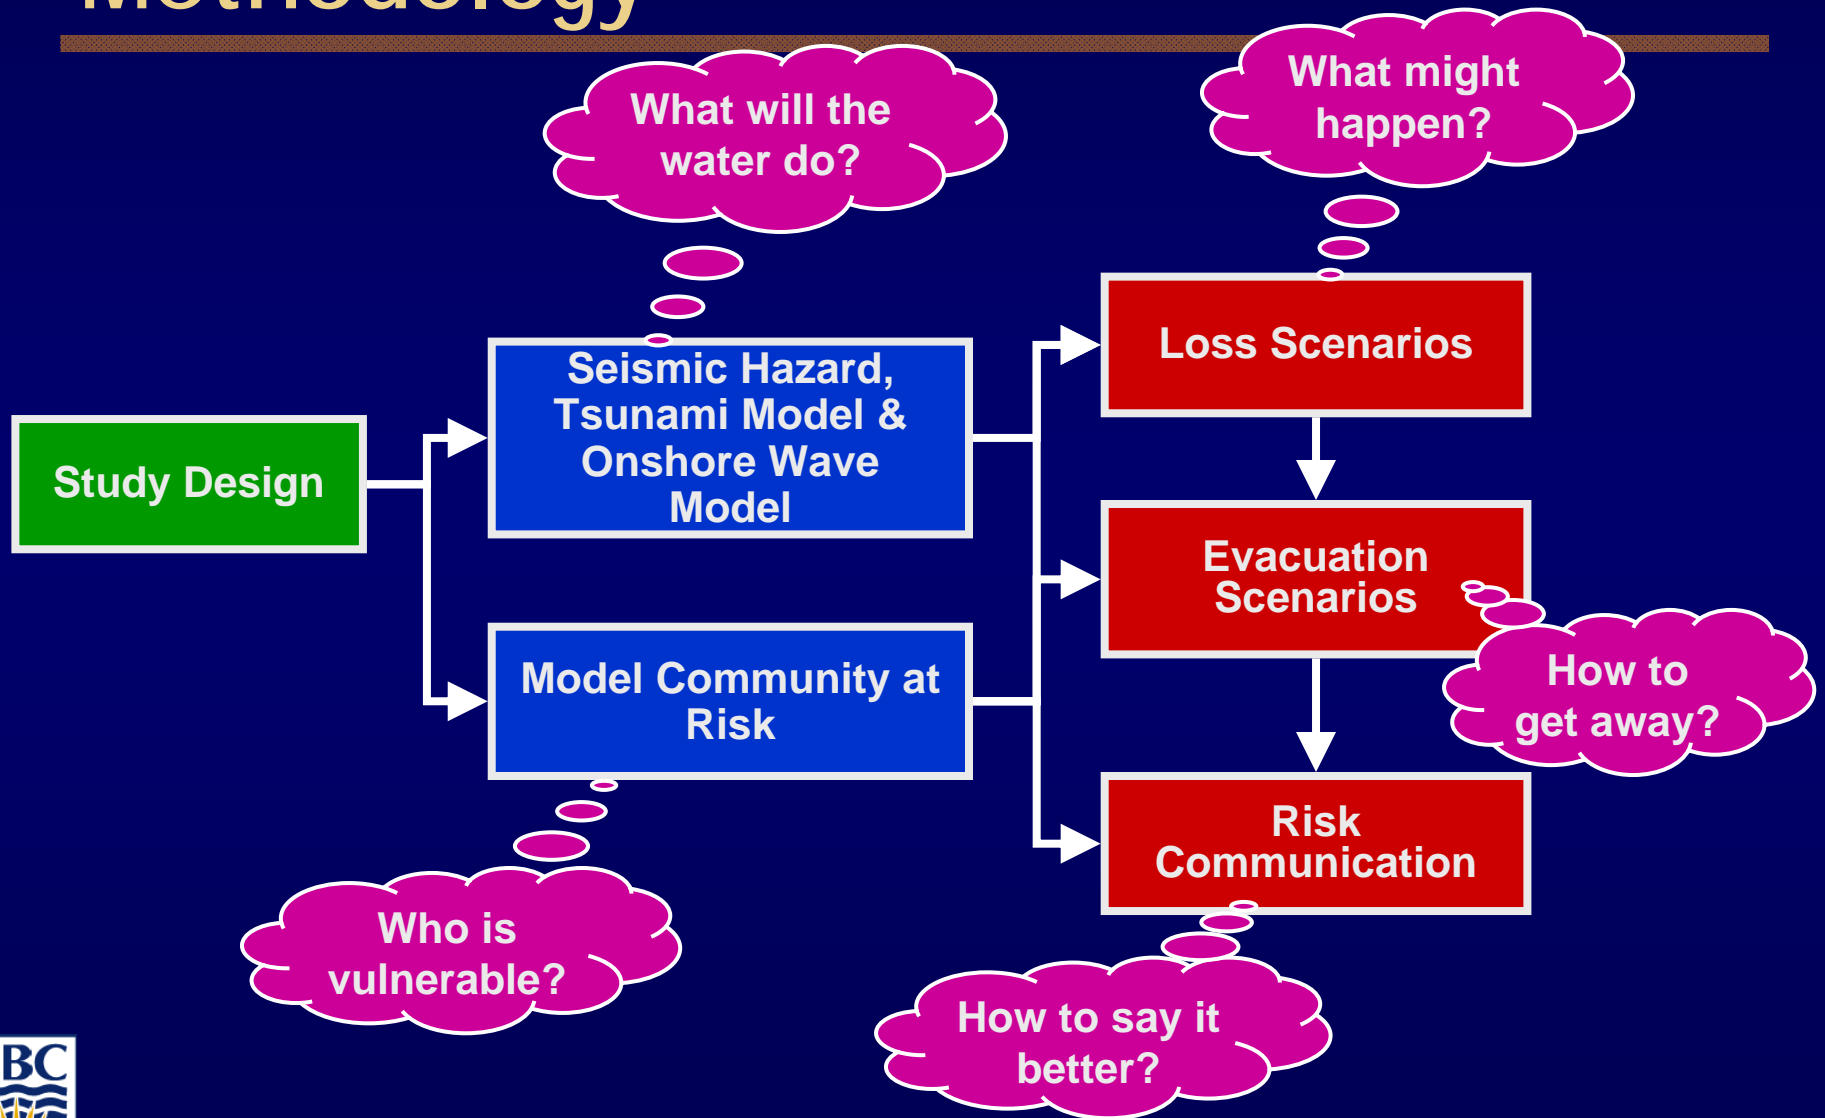 Methodology
What will the
water do?
What might
happen?
Loss Scenarios
Seismic Hazard,
Tsunami Model &
Onshore Wave
Model
Study Design
Evacuation
Scenarios
How to
get away?
Model Community at
Risk
Risk
Communication
Who is
vulnerable?
How to say it
better?
BC